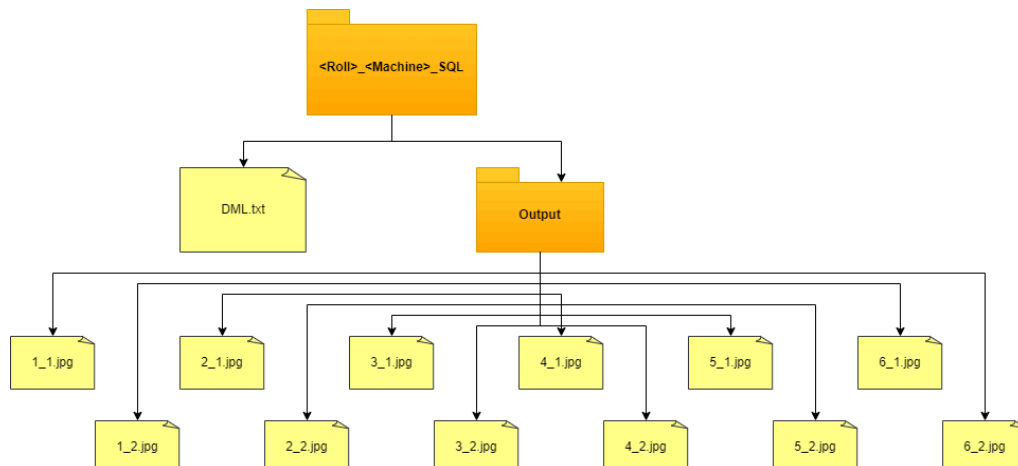 <Roll>_<Machine>_SQL
DML.txt
Output
1_1.jpg
2_1.jpg
3_1.jpg
4_1.jpg
5_1.jpg
6_1.jpg
1_2.jpg
2_2.jpg
3_2.jpg
4_2.jpg
5_2.jpg
6_2.jpg